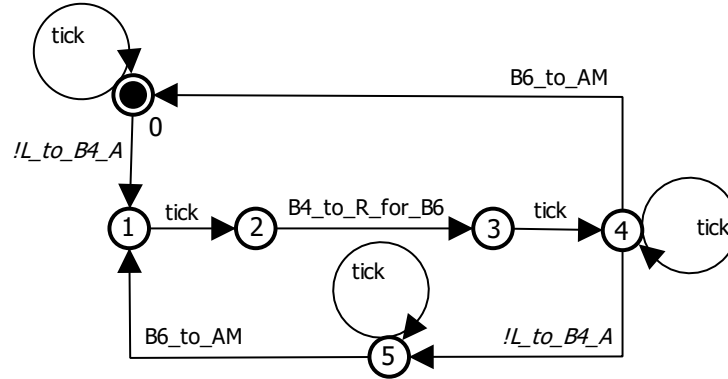 tick
B6_to_AM
0
!L_to_B4_A
tick
B4_to_R_for_B6
tick
1
2
3
4
tick
tick
B6_to_AM
!L_to_B4_A
5